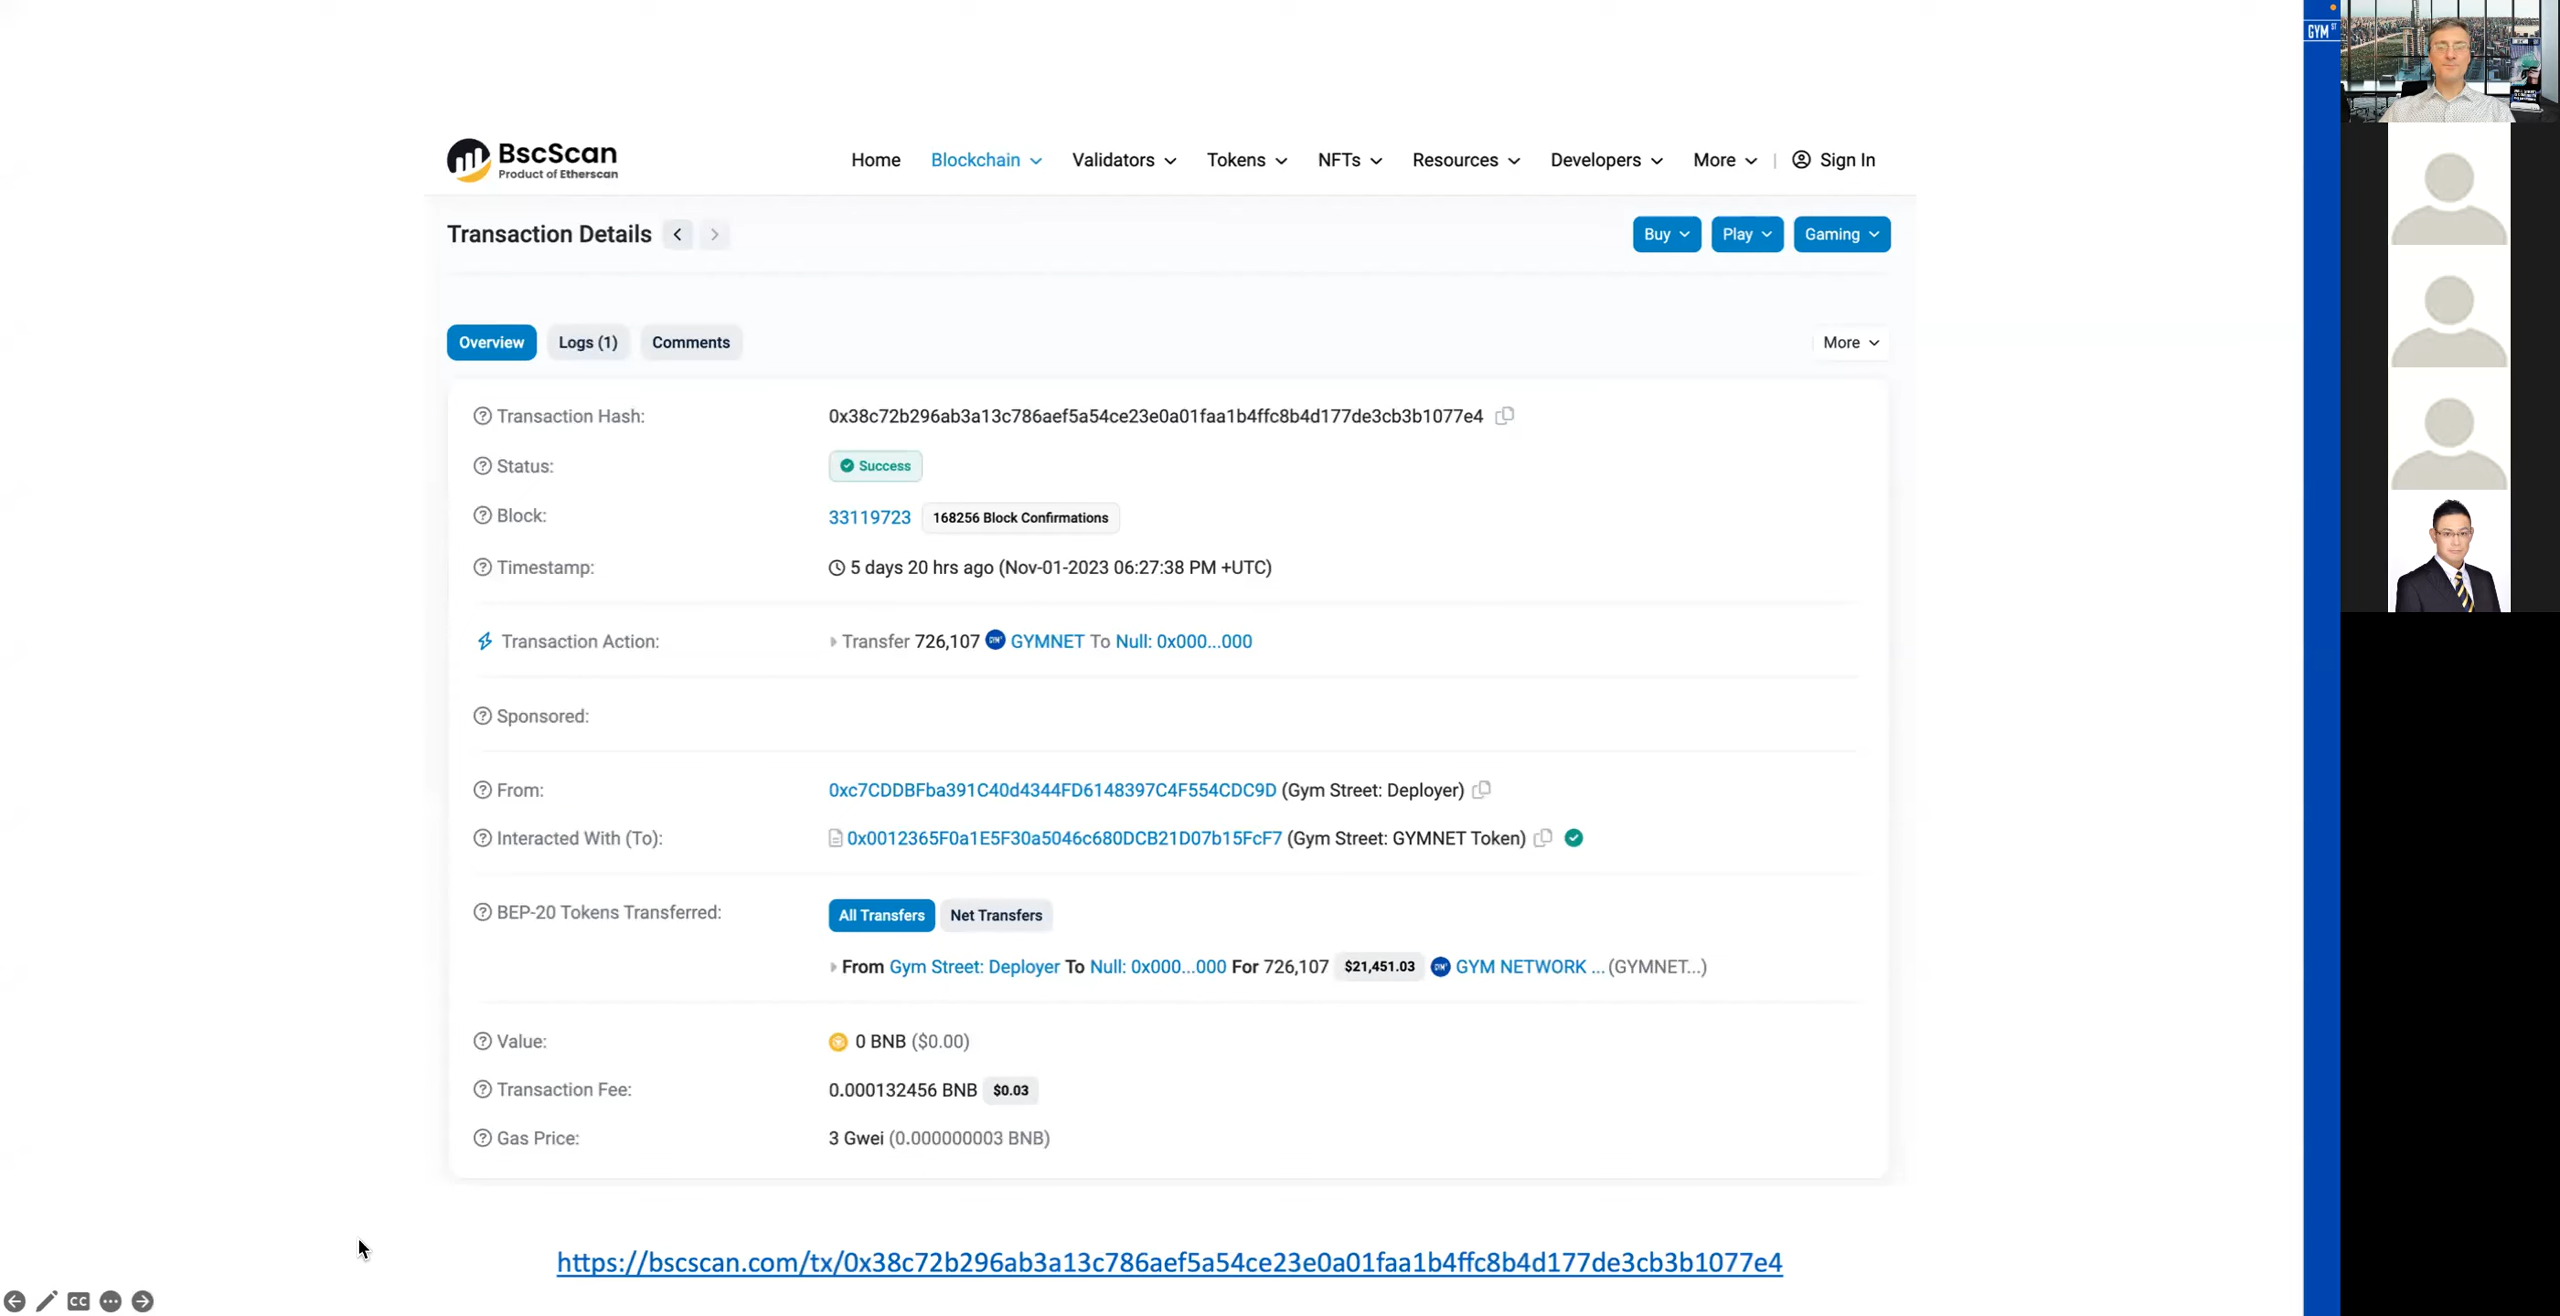 BscScan
Product of Etherscan
Home Blockchain Validators Tokens NFTs Resources Developers More | Sign In
Transaction Details
Buy Play Gaming
Overview Logs (1) Comments More
Transaction Hash: 0x38c72b296ab3a13c786aef5a54ce23e0a01faa1b4ffc8b4d177de3cb3b1077e4
Status: Success
Block: 33119723 168256 Block Confirmations
Timestamp: 5 days 20 hrs ago (Nov-01-2023 06:27:38 PM +UTC)
Transaction Action: Transfer 726,107 GYMNET To Null: 0x000...000
Sponsored:
From: 0xc7CDDBFba391C40d4344FD6148397C4F554CDC9D (Gym Street: Deployer)
Interacted With (To): 0x0012365F0a1E5F30a5046c680DCB21D07b15FcF7 (Gym Street: GYMNET Token)
BEP-20 Tokens Transferred: All Transfers Net Transfers
From Gym Street: Deployer To Null: 0x000...000 For 726,107 $21,451.03 GYM NETWORK ... (GYMNET...)
Value: 0 BNB ($0.00)
Transaction Fee: 0.000132456 BNB $0.03
Gas Price: 3 Gwei (0.000000003 BNB)
https://bscscan.com/tx/0x38c72b296ab3a13c786aef5a54ce23e0a01faa1b4ffc8b4d177de3cb3b1077e4
CC
GYM ST